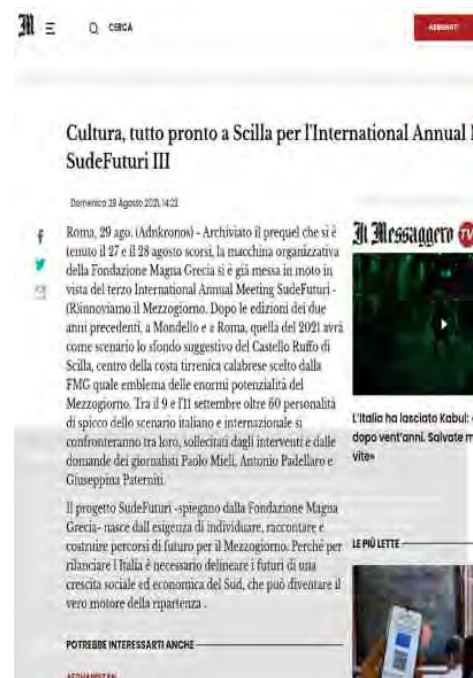 M
CERCA
ABBONATI
Cultura, tutto pronto a Scilla per l'International Annual
SudeFuturi III
Domenica 29 Agosto 2021, 14:23
Roma, 29 ago. (Adnkronos) - Archiviato il prequel che si è
tenuto il 27 e il 28 agosto scorsi, la macchina organizzativa
della Fondazione Magna Grecia si è già messa in moto in
vista del terzo International Annual Meeting SudeFuturi -
(R)innoviamo il Mezzogiorno. Dopo le edizioni dei due
anni precedenti, a Mondello e a Roma, quella del 2021 avrà
come scenario lo sfondo suggestivo del Castello Ruffo di
Scilla, centro della costa tirrenica calabrese scelto dalla
FMG quale emblema delle enormi potenzialità del
Mezzogiorno. Tra il 9 e l'11 settembre oltre 60 personalità
di spicco dello scenario italiano e internazionale si
confronteranno tra loro, sollecitati dagli interventi e dalle
domande dei giornalisti Paolo Mieli, Antonio Padellaro e
Giuseppina Paterniti.
Il progetto SudeFuturi -spiegano dalla Fondazione Magna
Grecia- nasce dall'esigenza di individuare, raccontare e
costruire percorsi di futuro per il Mezzogiorno. Perché per
rilanciare l'Italia è necessario delineare i futuri di una
crescita sociale ed economica del Sud, che può diventare il
vero motore della ripartenza .
POTREBBE INTERESSARTI ANCHE
AFGHANISTAN
Il Messaggero TV
L'Italia ha lasciato Kabul:
dopo vent'anni. Salvate
vite»
LE PIÙ LETTE